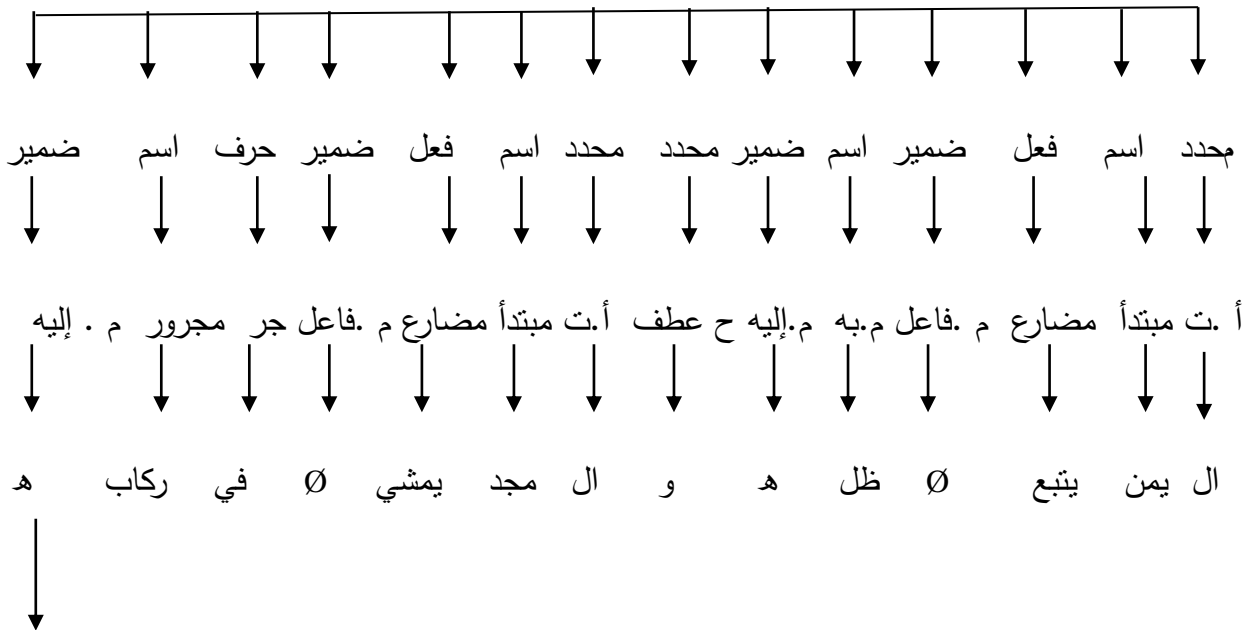 محدد اسم فعل ضمير اسم ضمير محدد محدد اسم فعل ضمير حرف اسم ضمير
أ .ت مبتدأ مضارع م .فاعل م.به م.إليه ح عطف أ.ت مبتدأ مضارع م .فاعل جر مجرور م . إليه
ال يمن يتبع Ø ظل ه و ال مجد يمشي Ø في ركاب ه